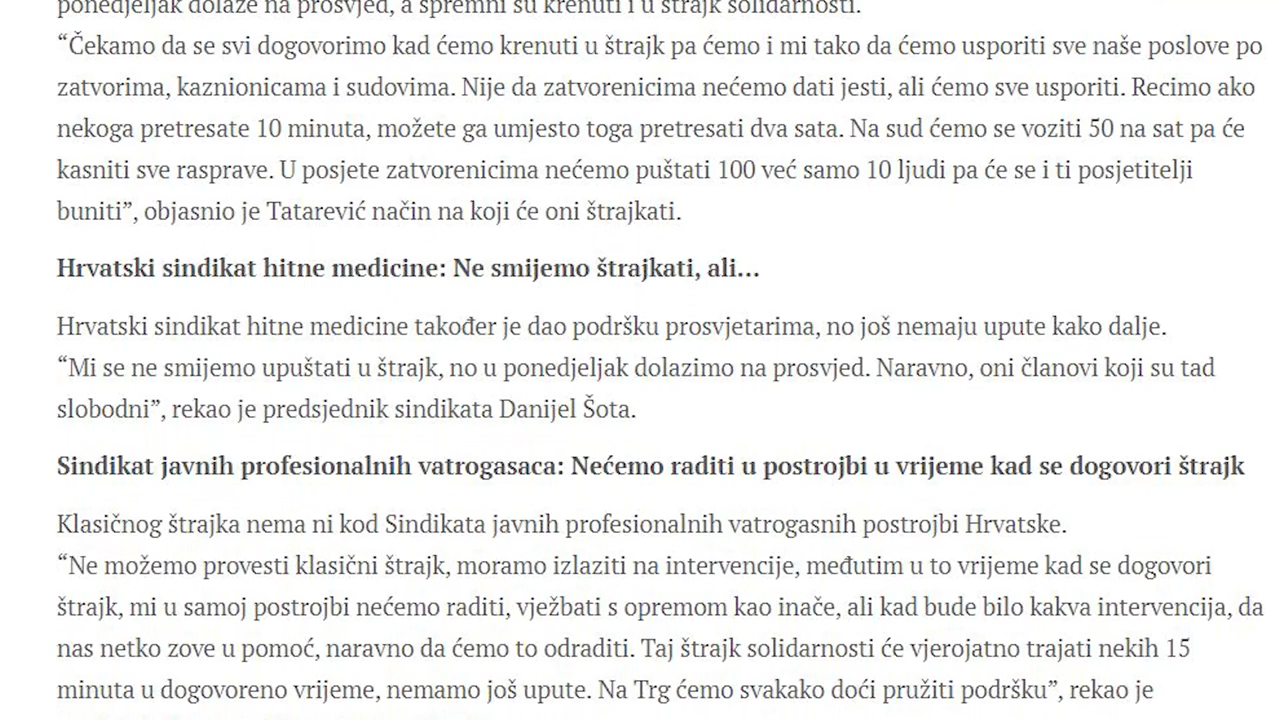 ponedjeljak dolaze na prosvjed, a spremni su krenuti i u štrajk solidarnosti.
“Čekamo da se svi dogovorimo kad ćemo krenuti u štrajk pa ćemo i mi tako da ćemo usporiti sve naše poslove po
zatvorima, kaznionicama i sudovima. Nije da zatvorenicima nećemo dati jesti, ali ćemo sve usporiti. Recimo ako
nekoga pretresate 10 minuta, možete ga umjesto toga pretresati dva sata. Na sud ćemo se voziti 50 na sat pa će
kasniti sve rasprave. U posjete zatvorenicima nećemo puštati 100 već samo 10 ljudi pa će se i ti posjetitelji
buniti”, objasnio je Tatarević način na koji će oni štrajkati.
Hrvatski sindikat hitne medicine: Ne smijemo štrajkati, ali…
Hrvatski sindikat hitne medicine također je dao podršku prosvjetarima, no još nemaju upute kako dalje.
“Mi se ne smijemo upuštati u štrajk, no u ponedjeljak dolazimo na prosvjed. Naravno, oni članovi koji su tad
slobodni”, rekao je predsjednik sindikata Danijel Šota.
Sindikat javnih profesionalnih vatrogasaca: Nećemo raditi u postrojbi u vrijeme kad se dogovori štrajk
Klasičnog štrajka nema ni kod Sindikata javnih profesionalnih vatrogasnih postrojbi Hrvatske.
“Ne možemo provesti klasični štrajk, moramo izlaziti na intervencije, međutim u to vrijeme kad se dogovori
štrajk, mi u samoj postrojbi nećemo raditi, vježbati s opremom kao inače, ali kad bude bilo kakva intervencija, da
nas netko zove u pomoć, naravno da ćemo to odraditi. Taj štrajk solidarnosti će vjerojatno trajati nekih 15
minuta u dogovoreno vrijeme, nemamo još upute. Na Trg ćemo svakako doći pružiti podršku”, rekao je